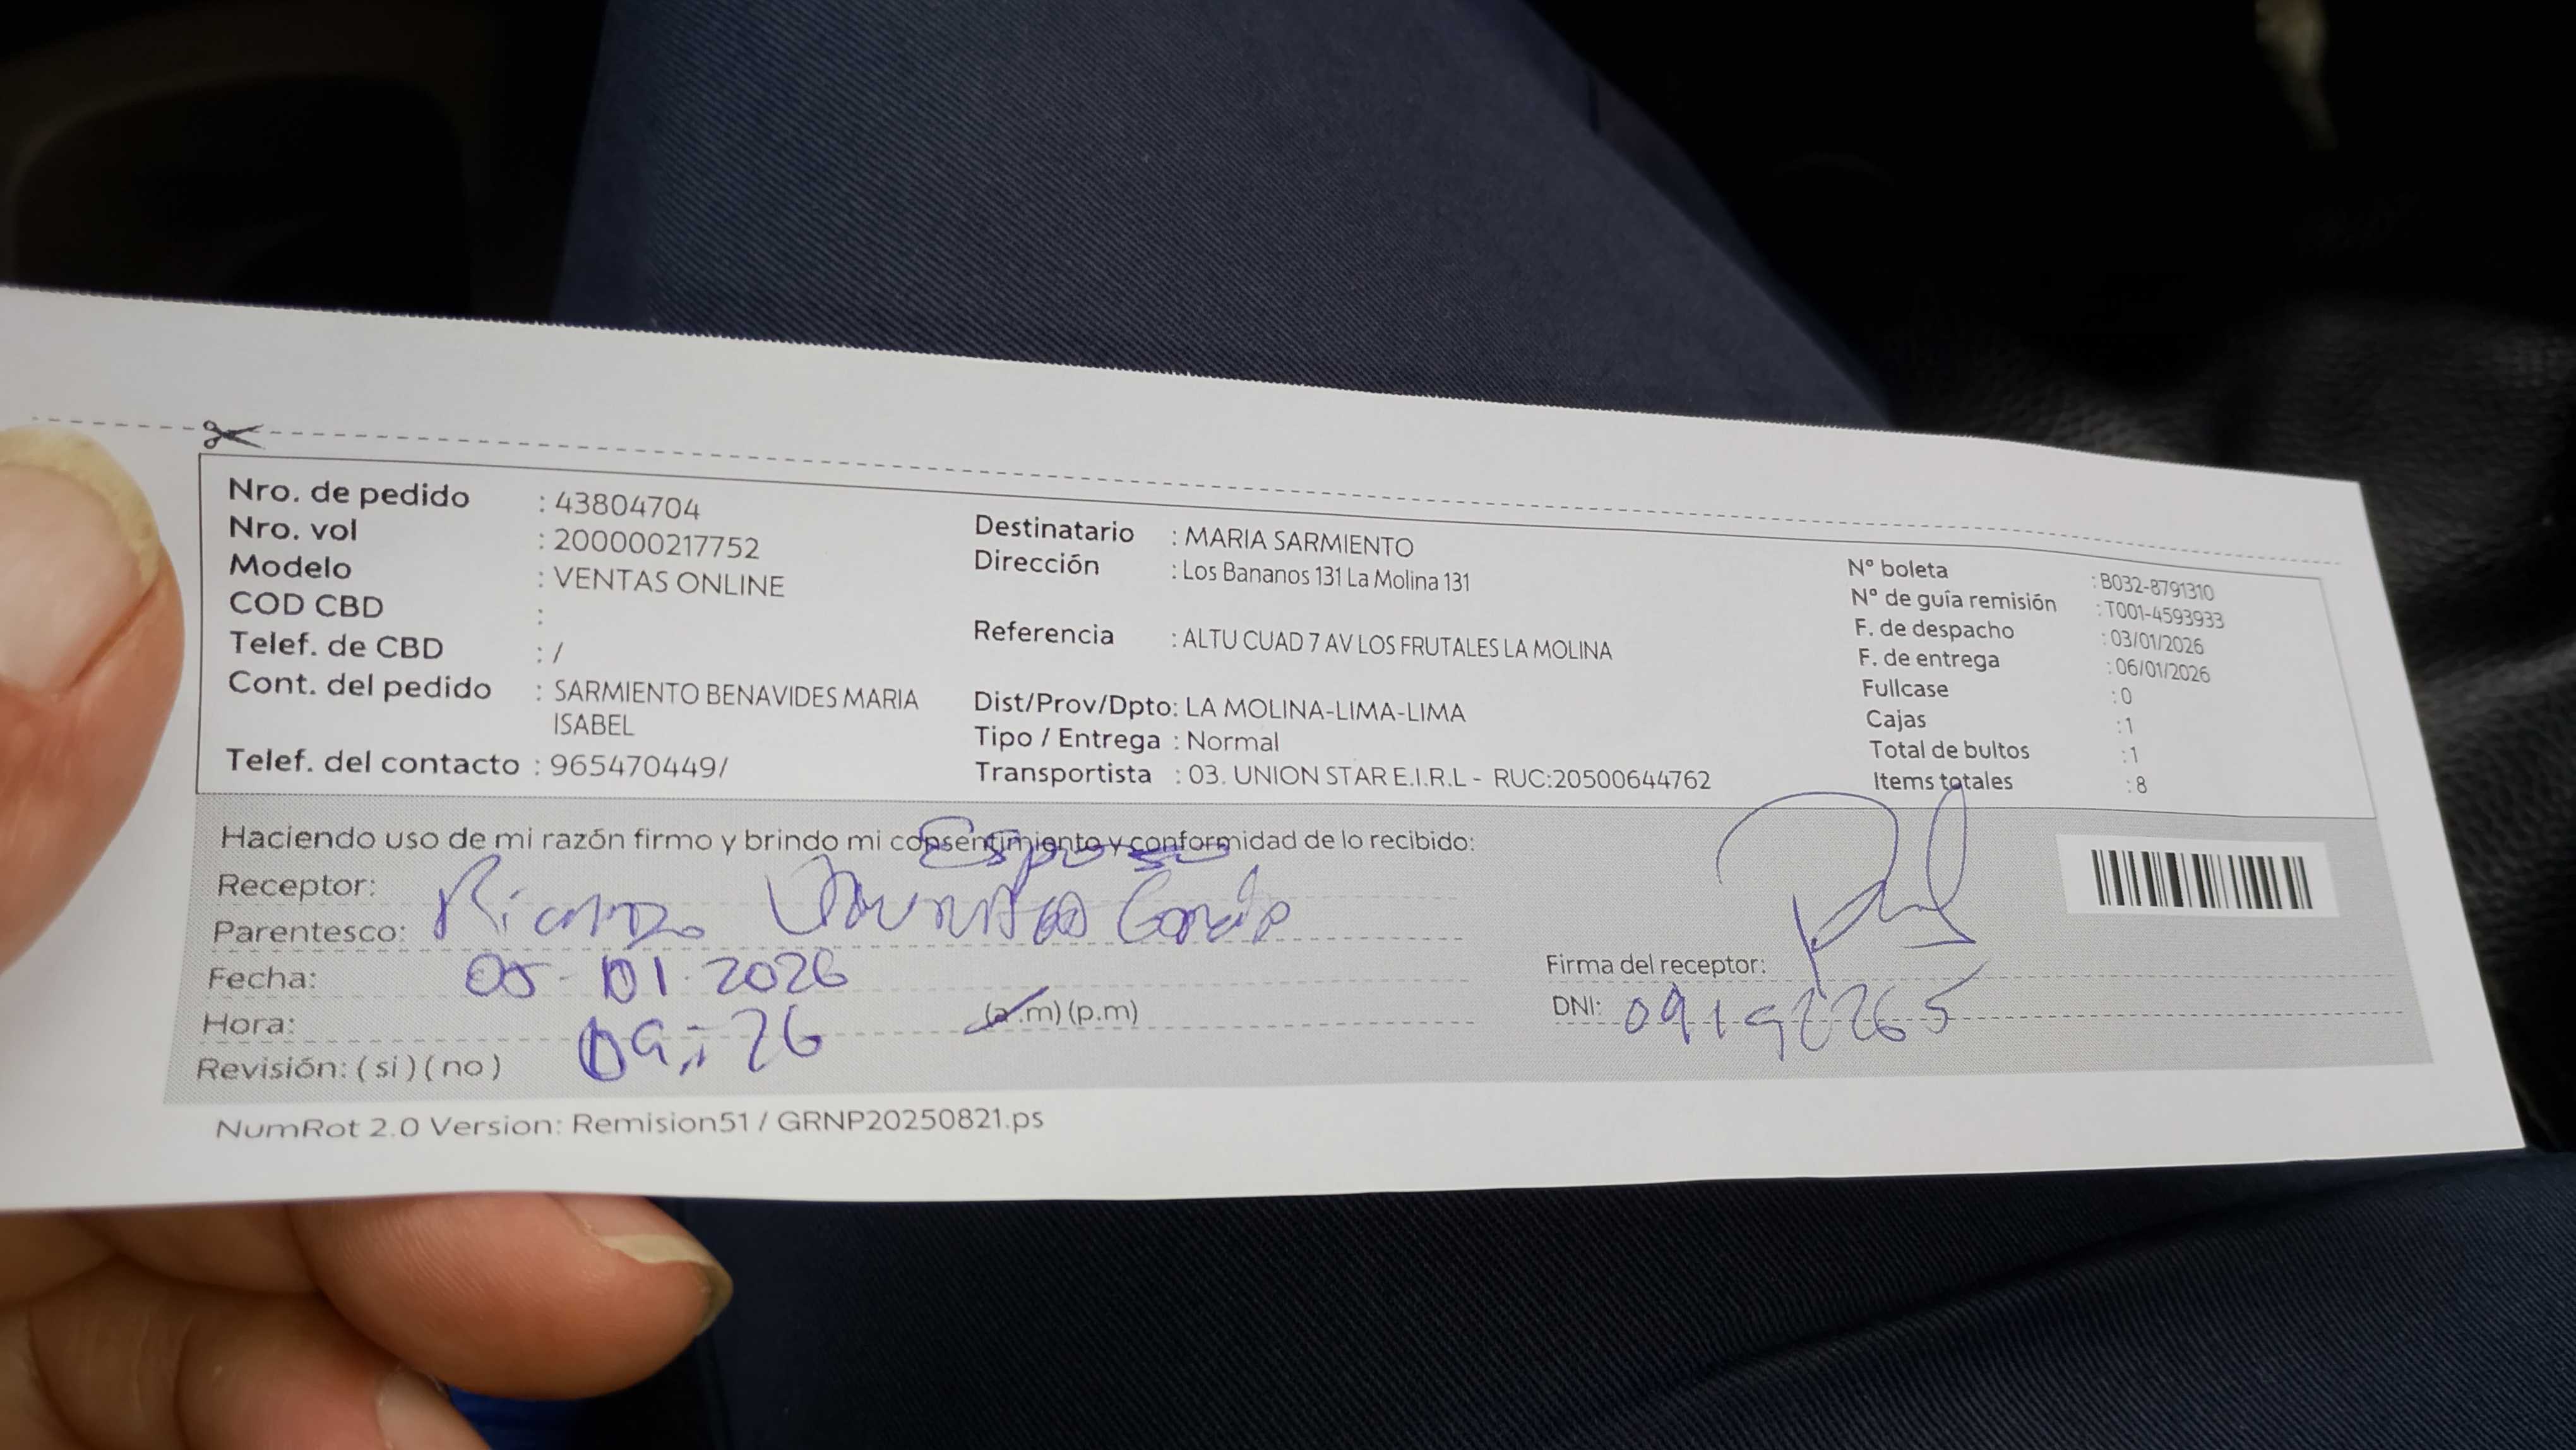 Nro. de pedido : 43804704
Nro. vol : 200000217752
Modelo : VENTAS ONLINE
COD CBD :
Telef. de CBD : /
Cont. del pedido : SARMIENTO BENAVIDES MARIA
ISABEL
Telef. del contacto : 965470449/
Destinatario : MARIA SARMIENTO
Dirección : Los Bananos 131 La Molina 131
Referencia : ALTU CUAD 7 AV LOS FRUTALES LA MOLINA
Dist/Prov/Dpto: LA MOLINA-LIMA-LIMA
Tipo / Entrega : Normal
Transportista : 03. UNION STAR E.I.R.L - RUC:20500644762
N° boleta : B032-8791310
N° de guía remisión : T001-4593933
F. de despacho : 03/01/2026
F. de entrega : 06/01/2026
Fullcase : 0
Cajas : 1
Total de bultos : 1
Items totales : 8
Haciendo uso de mi razón firmo y brindo mi consentimiento y conformidad de lo recibido:
Esposo
Receptor:
Parentesco:
Fecha: 05-01-2026
Hora: 09:26 (a.m) (p.m)
Revisión: ( si ) ( no )
Firma del receptor:
DNI:
NumRot 2.0 Version: Remision51 / GRNP20250821.ps